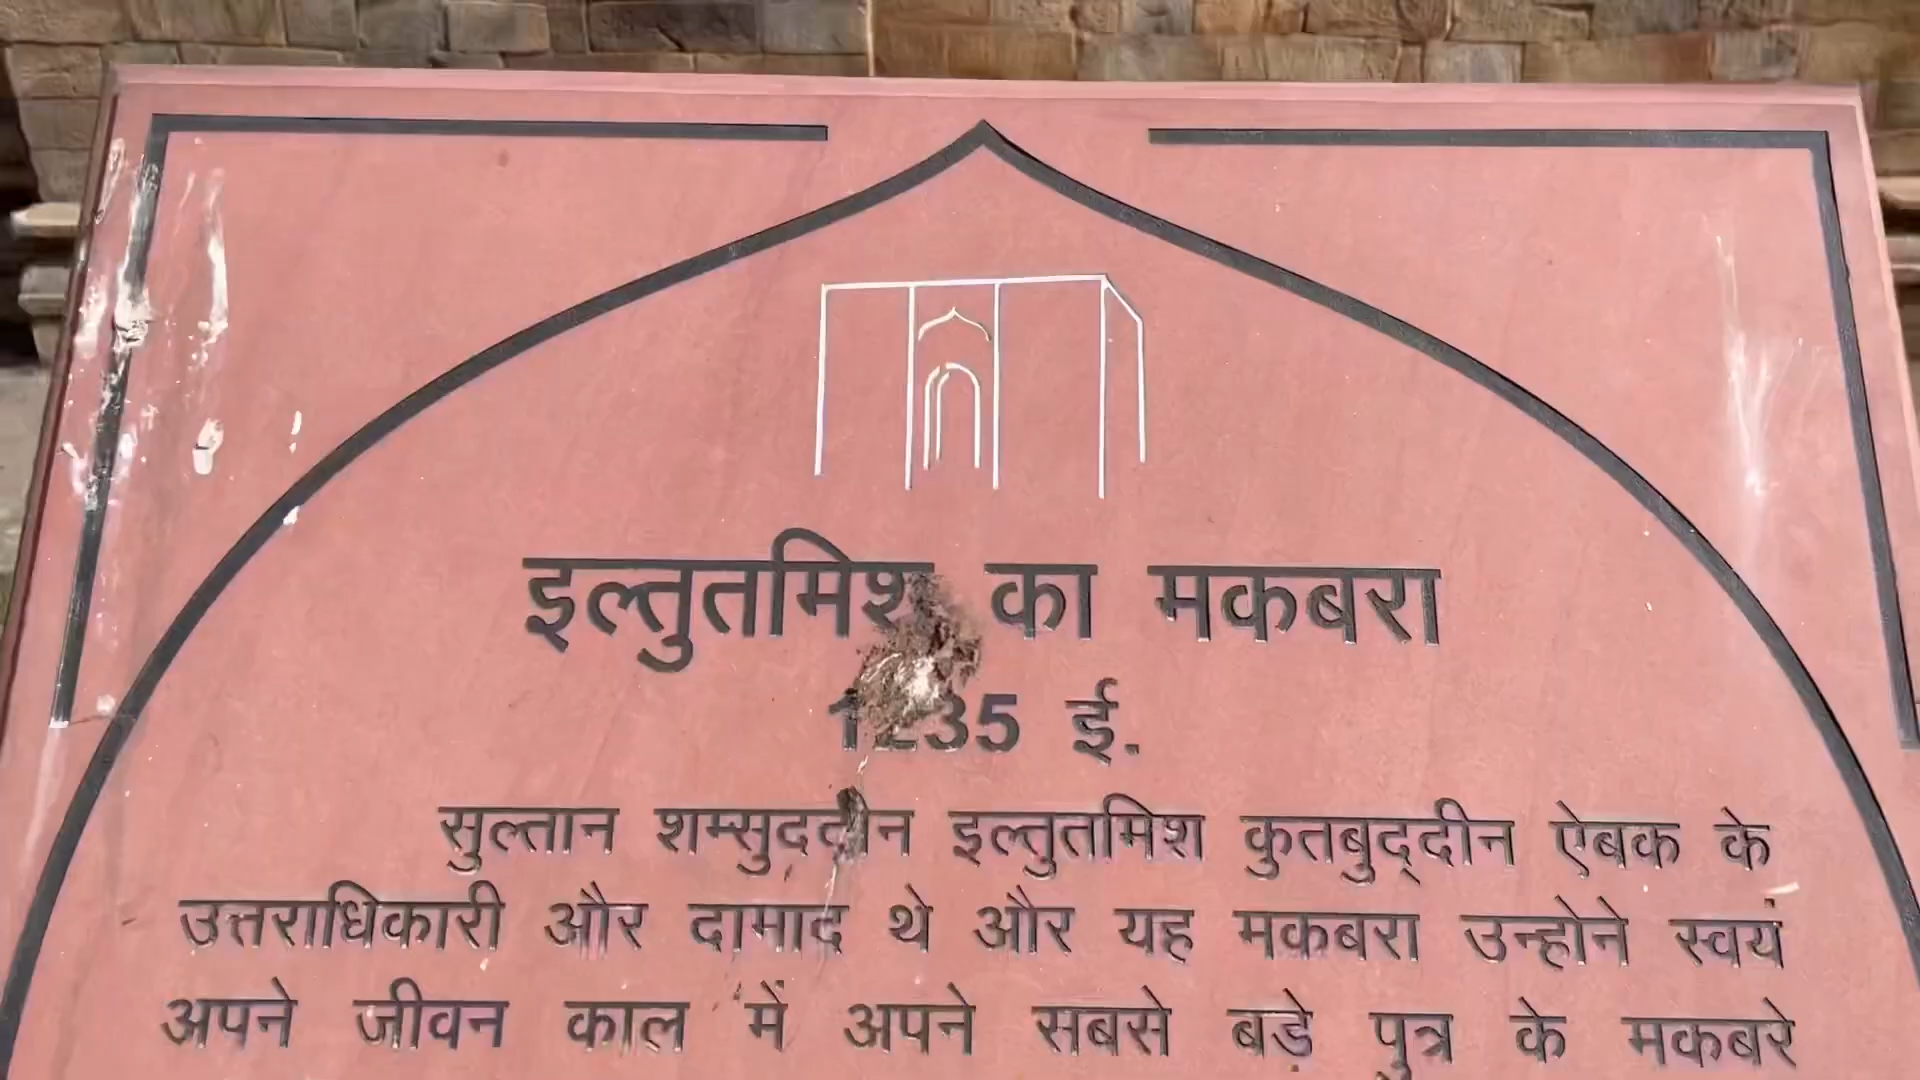 इल्तुतमिश का मकबरा
1235 ई.
सुल्तान शम्सुद्दीन इल्तुतमिश कुतबुद्दीन ऐबक के
उत्तराधिकारी और दामाद थे और यह मकबरा उन्होने स्वयं
अपने जीवन काल में अपने सबसे बड़े पुत्र के मकबरे